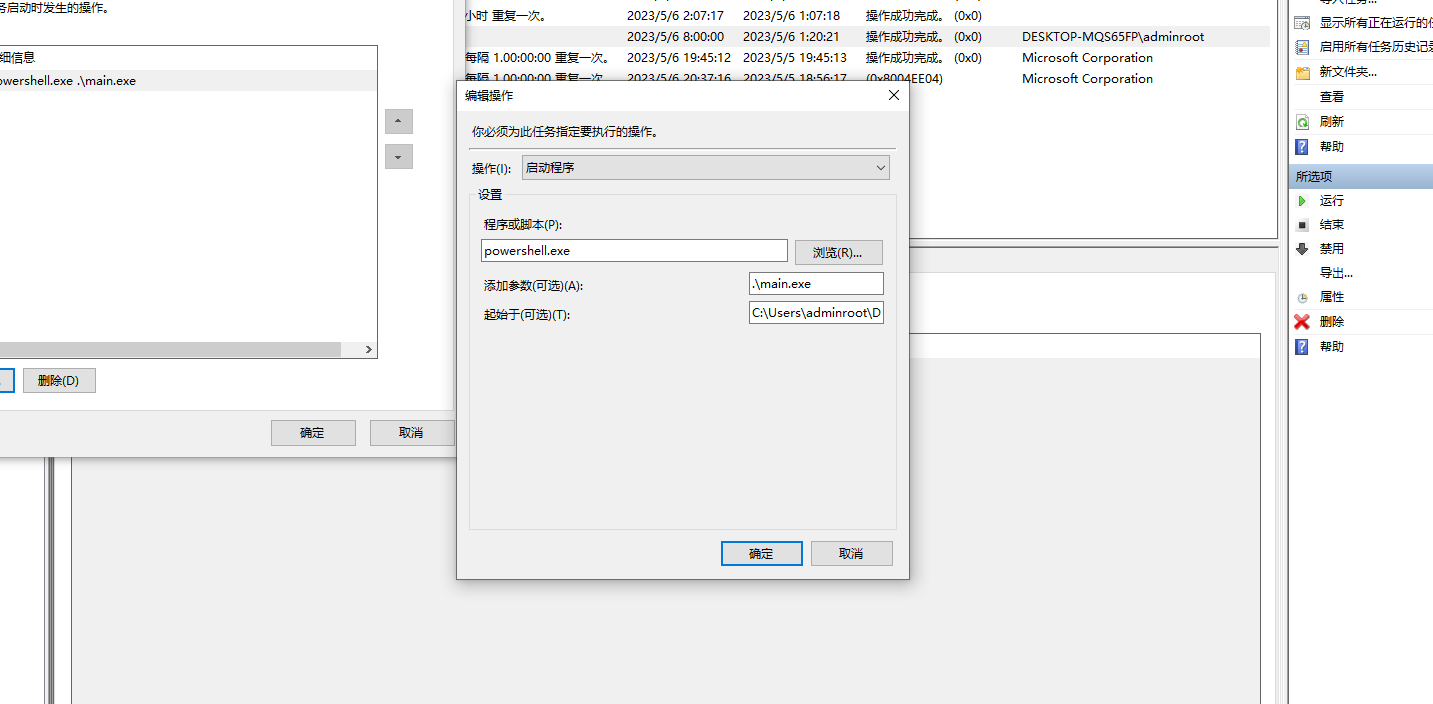 务启动时发生的操作。
细信息
owershell.exe .\main.exe
删除(D)
确定
取消
小时 重复一次。 2023/5/6 2:07:17 2023/5/6 1:07:18 操作成功完成。 (0x0)
2023/5/6 8:00:00 2023/5/6 1:20:21 操作成功完成。 (0x0) DESKTOP-MQS65FP\adminroot
每隔 1.00:00:00 重复一次。 2023/5/6 19:45:12 2023/5/5 19:45:13 操作成功完成。 (0x0) Microsoft Corporation
每隔 1.00:00:00 重复一次。 2023/5/6 20:37:16 2023/5/5 18:56:17 (0x8004EE04) Microsoft Corporation
编辑操作
你必须为此任务指定要执行的操作。
操作(I): 启动程序
设置
程序或脚本(P):
powershell.exe 浏览(R)...
添加参数(可选)(A): .\main.exe
起始于(可选)(T): C:\Users\adminroot\D
确定 取消
导入任务...
显示所有正在运行的任
启用所有任务历史记录
新文件夹...
查看
刷新
帮助
所选项
运行
结束
禁用
导出...
属性
删除
帮助